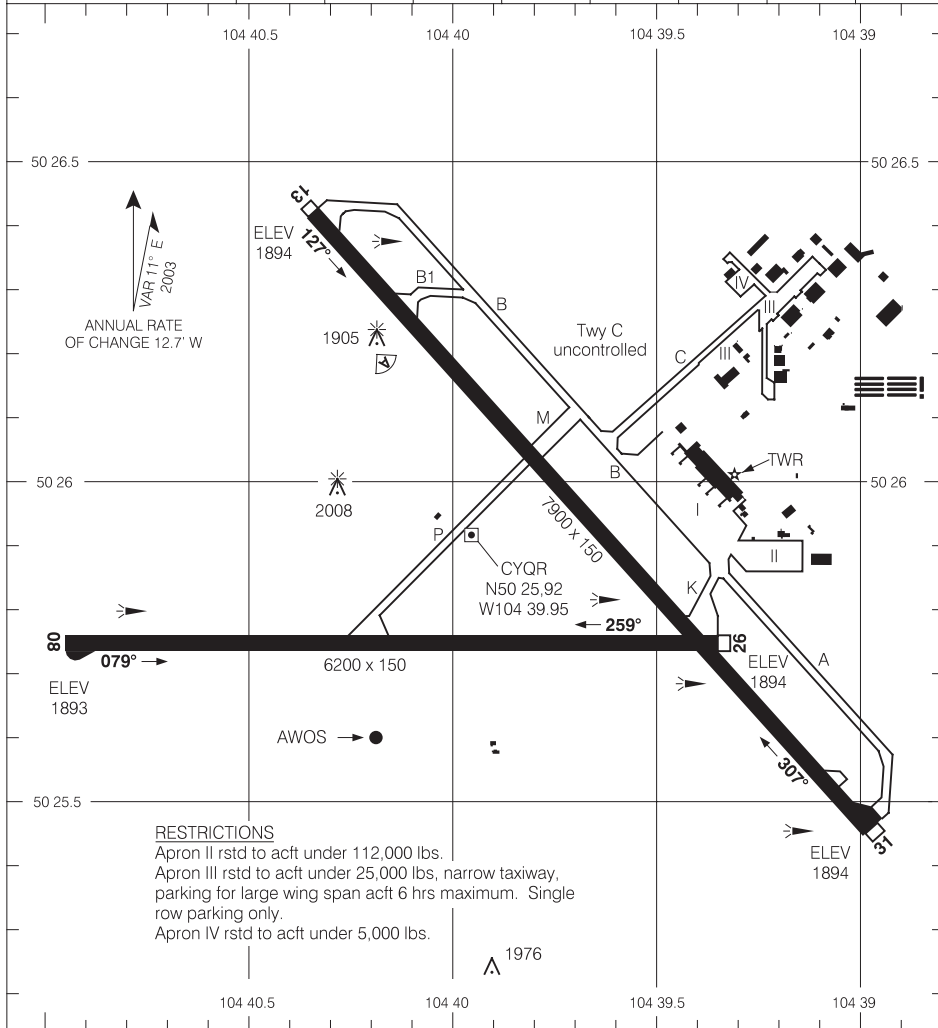 104 40.5
104 40
104 39.5
104 39
50 26.5
50 26.5
13
ELEV
1894
127°
VAR 11° E
2003
ANNUAL RATE
OF CHANGE 12.7' W
B1
B
IV
III
1905
A
Twy C
uncontrolled
C
III
M
TWR
50 26
50 26
B
2008
I
7900 x 150
P
II
CYQR
N50 25,92
W104 39.95
K
259°
08
26
079°
6200 x 150
ELEV
1893
ELEV
1894
A
AWOS
307°
50 25.5
50 25.5
31
ELEV
1894
RESTRICTIONS
Apron II rstd to acft under 112,000 lbs.
Apron III rstd to acft under 25,000 lbs, narrow taxiway,
parking for large wing span acft 6 hrs maximum. Single
row parking only.
Apron IV rstd to acft under 5,000 lbs.
1976
104 40.5
104 40
104 39.5
104 39